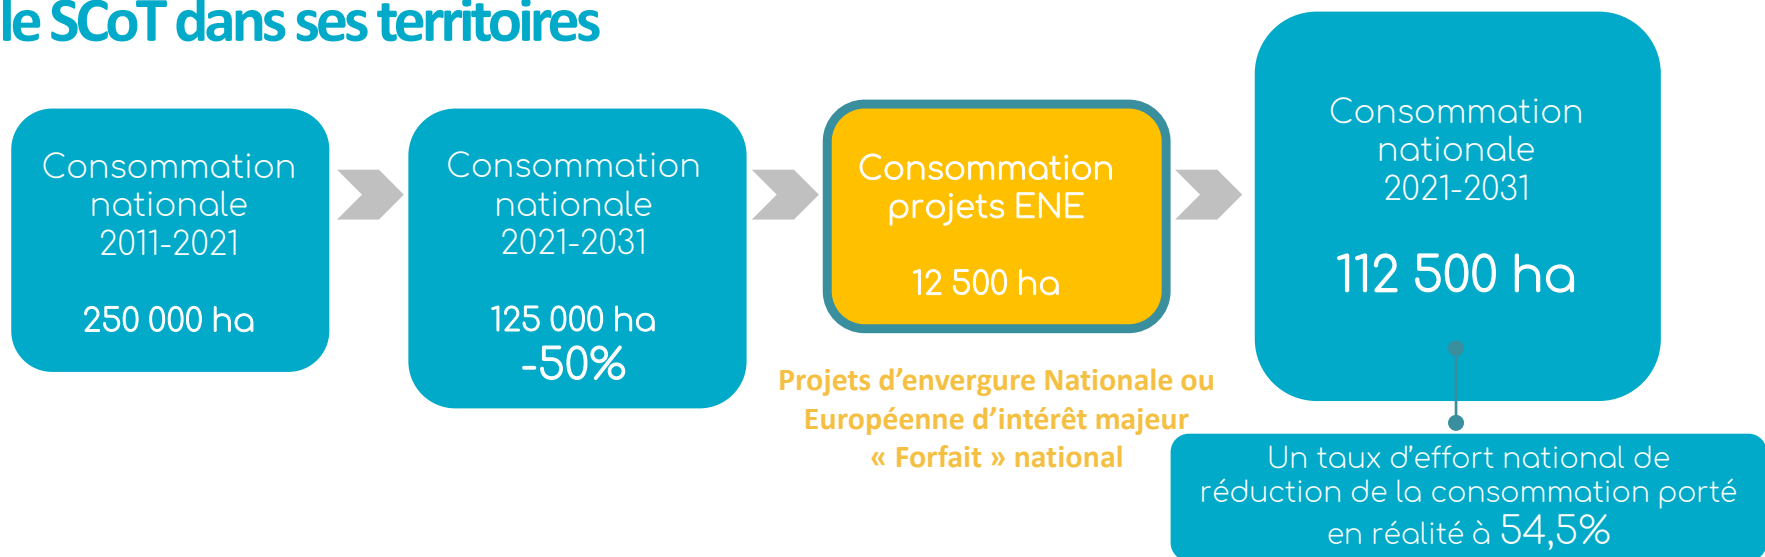 le SCoT dans ses territoires
Consommation
nationale
2011-2021
250 000 ha
Consommation
nationale
2021-2031
125 000 ha
-50%
Consommation
projets ENE
12 500 ha
Projets d’envergure Nationale ou
Européenne d’intérêt majeur
« Forfait » national
Consommation
nationale
2021-2031
112 500 ha
Un taux d’effort national de
réduction de la consommation porté
en réalité à 54,5%